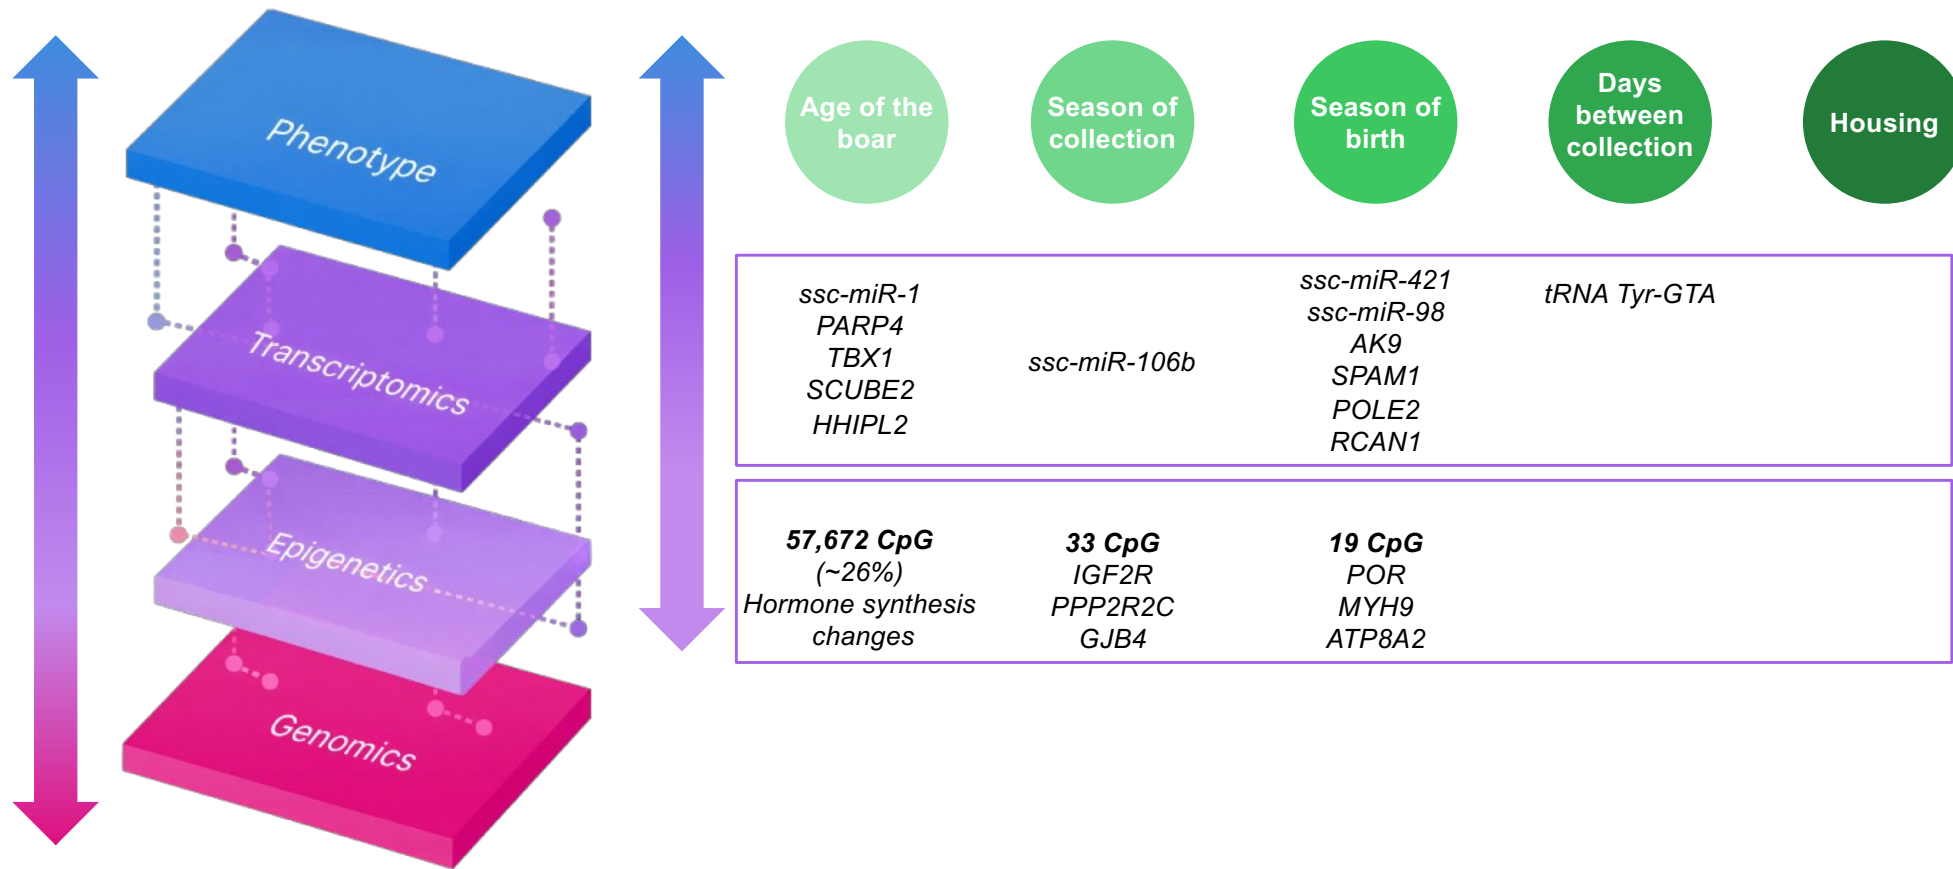 Phenotype
Transcriptomics
Epigenetics
Genomics
Age of the
boar
Season of
collection
Season of
birth
Days
between
collection
Housing
ssc-miR-1
PARP4
TBX1
SCUBE2
HHIPL2
ssc-miR-106b
ssc-miR-421
ssc-miR-98
AK9
SPAM1
POLE2
RCAN1
tRNA Tyr-GTA
57,672 CpG
(~26%)
Hormone synthesis
changes
33 CpG
IGF2R
PPP2R2C
GJB4
19 CpG
POR
MYH9
ATP8A2